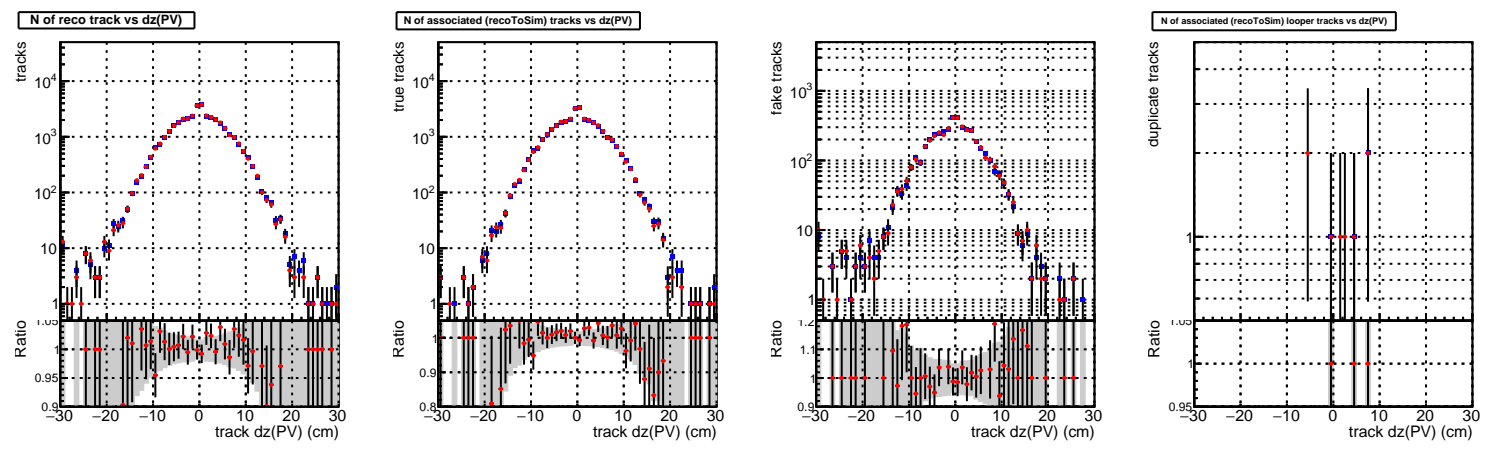 N of reco track vs dz(PV)
tracks
10⁴
10³
10²
10
1
Ratio
1.05
1
0.95
0.9
−30 −20 −10 0 10 20 30
track dz(PV) (cm)
N of associated (recoToSim) tracks vs dz(PV)
true tracks
10⁴
10³
10²
10
1
Ratio
1
0.9
0.8
−30 −20 −10 0 10 20 30
track dz(PV) (cm)
fake tracks
10³
10²
10
1
Ratio
1.2
1.1
1
0.9
−30 −20 −10 0 10 20 30
track dz(PV) (cm)
N of associated (recoToSim) looper tracks vs dz(PV)
duplicate tracks
1
Ratio
1.05
1
0.95
−30 −20 −10 0 10 20 30
track dz(PV) (cm)